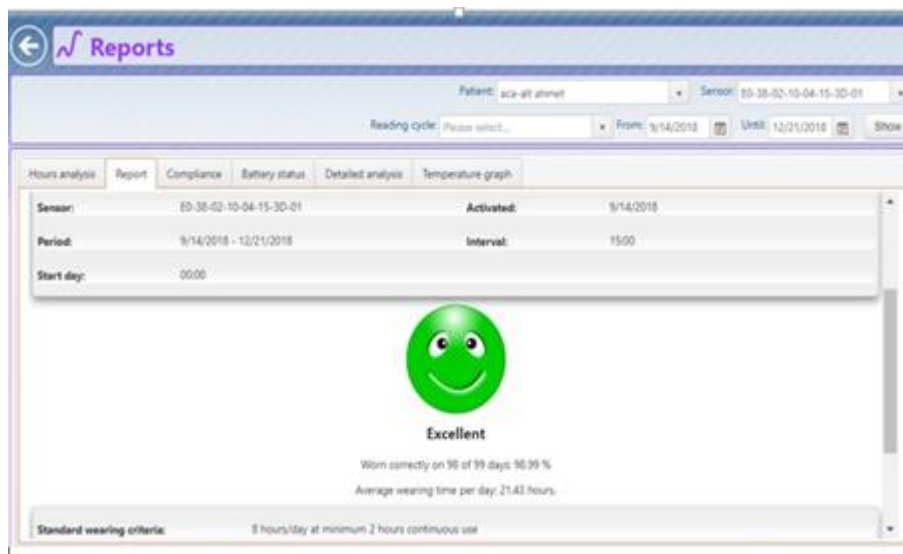 Reports
Patient: aca-alt ahmet Sensor: E0-38-02-10-04-15-3D-01
Reading cycle: Please select... From: 9/14/2018 Until: 12/21/2018 Show
Hours analysis Report Compliance Battery status Detailed analysis Temperature graph
Sensor: E0-38-02-10-04-15-3D-01 Activated: 9/14/2018
Period: 9/14/2018 - 12/21/2018 Interval: 15:00
Start day: 00:00
Excellent
Worn correctly on 98 of 99 days: 98.99 %
Average wearing time per day: 21.43 hours.
Standard wearing criteria: 8 hours/day at minimum 2 hours continuous use